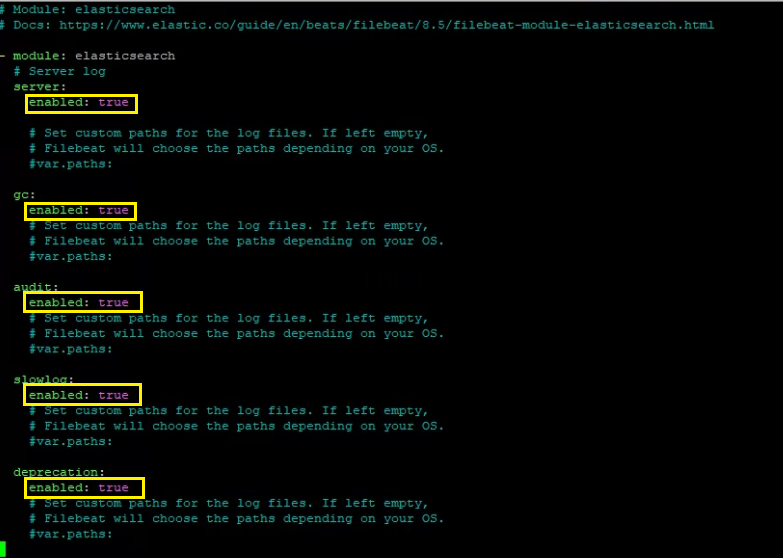 # Module: elasticsearch
# Docs: https://www.elastic.co/guide/en/beats/filebeat/8.5/filebeat-module-elasticsearch.html
- module: elasticsearch
# Server log
server:
enabled: true
# Set custom paths for the log files. If left empty,
# Filebeat will choose the paths depending on your OS.
#var.paths:
gc:
enabled: true
# Set custom paths for the log files. If left empty,
# Filebeat will choose the paths depending on your OS.
#var.paths:
audit:
enabled: true
# Set custom paths for the log files. If left empty,
# Filebeat will choose the paths depending on your OS.
#var.paths:
slowlog:
enabled: true
# Set custom paths for the log files. If left empty,
# Filebeat will choose the paths depending on your OS.
#var.paths:
deprecation:
enabled: true
# Set custom paths for the log files. If left empty,
# Filebeat will choose the paths depending on your OS.
#var.paths: